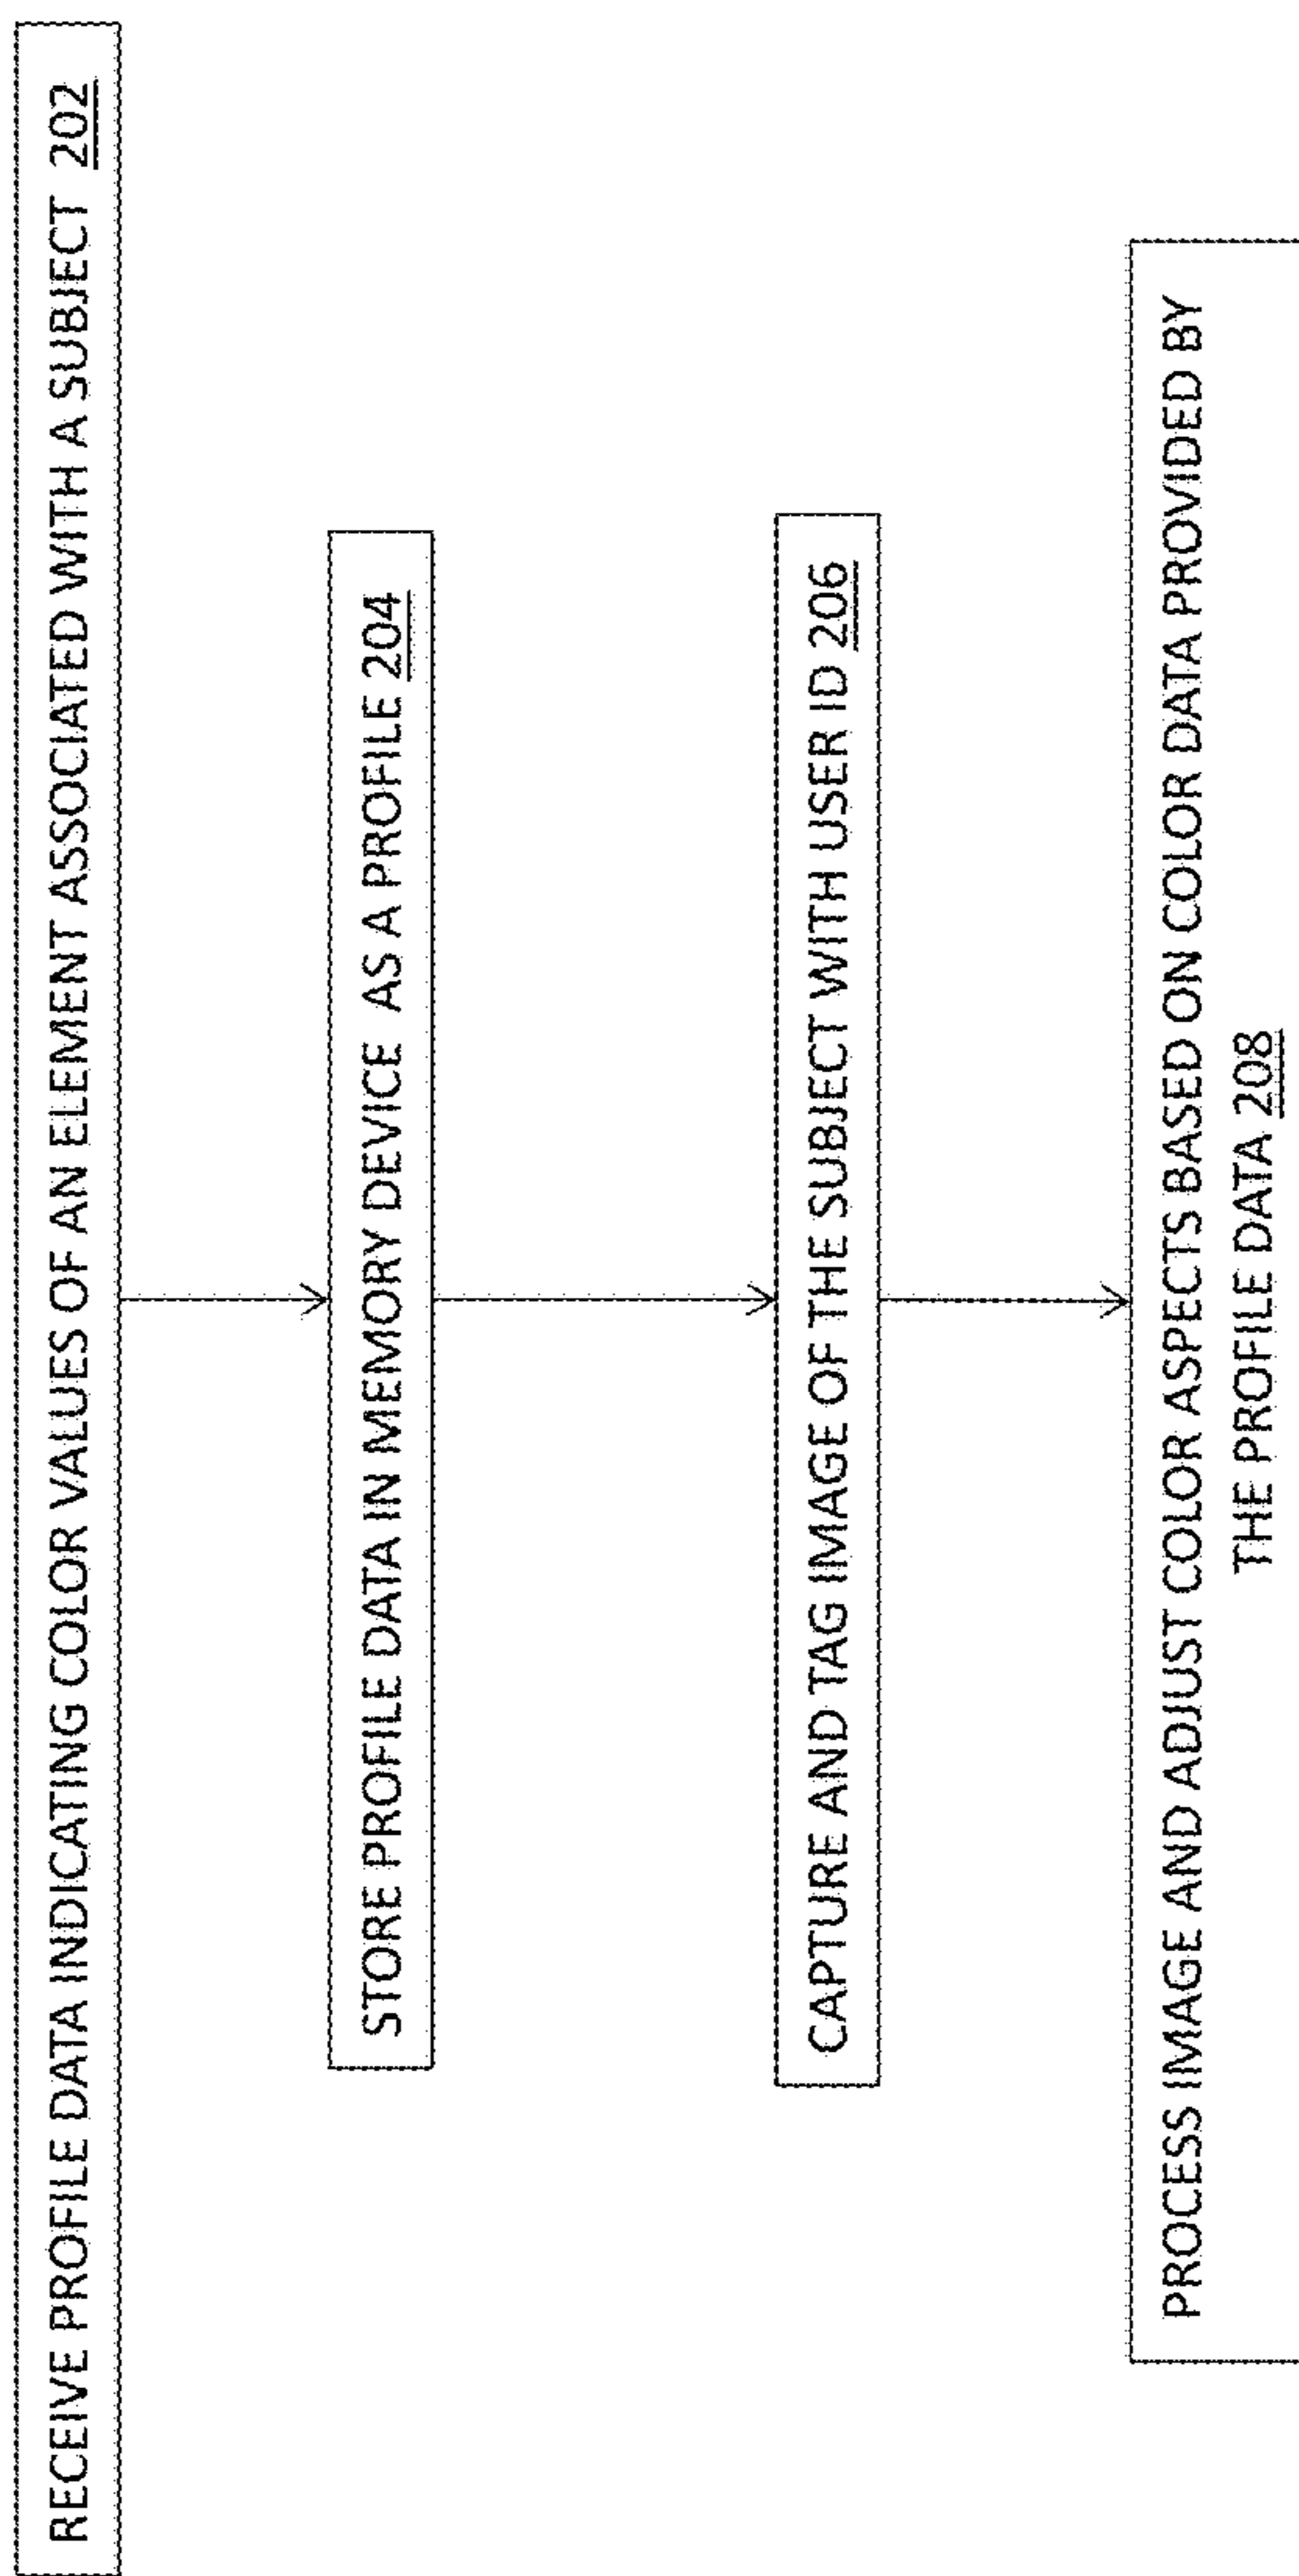 RECEIVE PROFILE DATA INDICATING COLOR VALUES OF AN ELEMENT ASSOCIATED WITH A SUBJECT 202
STORE PROFILE DATA IN MEMORY DEVICE AS A PROFILE 204
CAPTURE AND TAG IMAGE OF THE SUBJECT WITH USER ID 206
PROCESS IMAGE AND ADJUST COLOR ASPECTS BASED ON COLOR DATA PROVIDED BY
THE PROFILE DATA 208